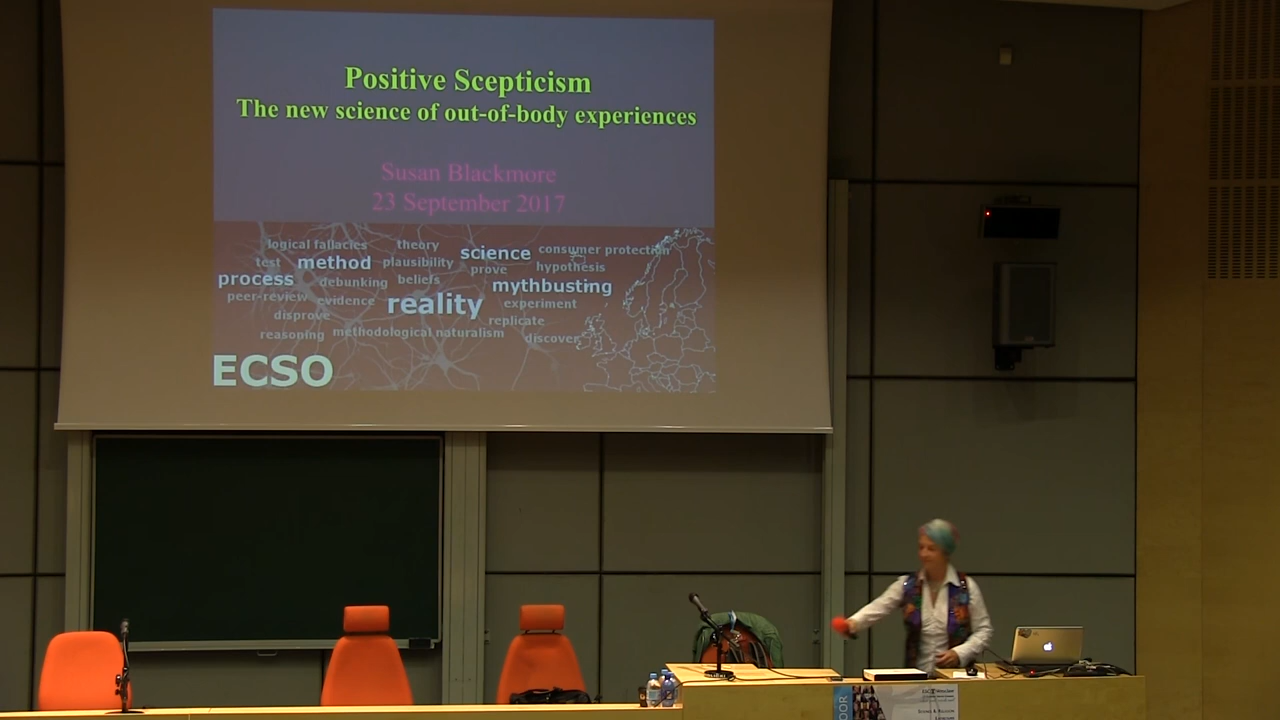 Positive Scepticism
The new science of out-of-body experiences
Susan Blackmore
23 September 2017
logical fallacies theory science consumer protection
test method plausibility prove hypothesis
process debunking beliefs mythbusting
peer-review evidence reality experiment
disprove replicate
reasoning methodological naturalism discover
ECSO